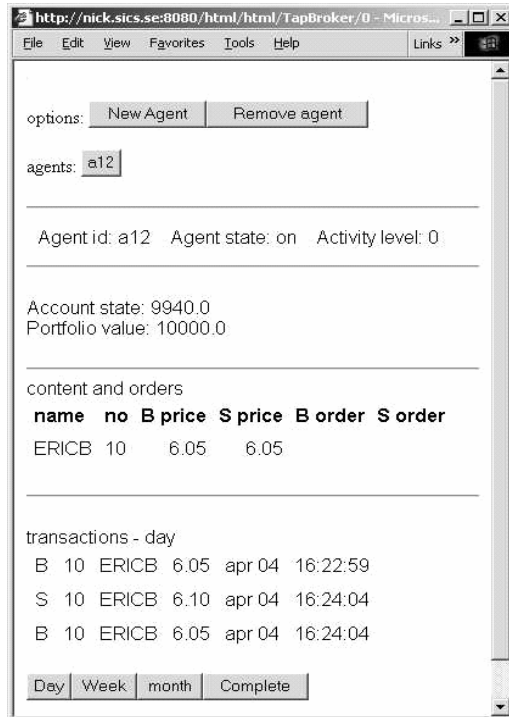 http://nick.sics.se:8080/html/html/TapBroker/0 - Micros...
File Edit View Favorites Tools Help Links »
options: New Agent Remove agent
agents: a12
Agent id: a12 Agent state: on Activity level: 0
Account state: 9940.0
Portfolio value: 10000.0
content and orders
name no B price S price B order S order
ERICB 10 6.05 6.05
transactions - day
B 10 ERICB 6.05 apr 04 16:22:59
S 10 ERICB 6.10 apr 04 16:24:04
B 10 ERICB 6.05 apr 04 16:24:04
Day Week month Complete